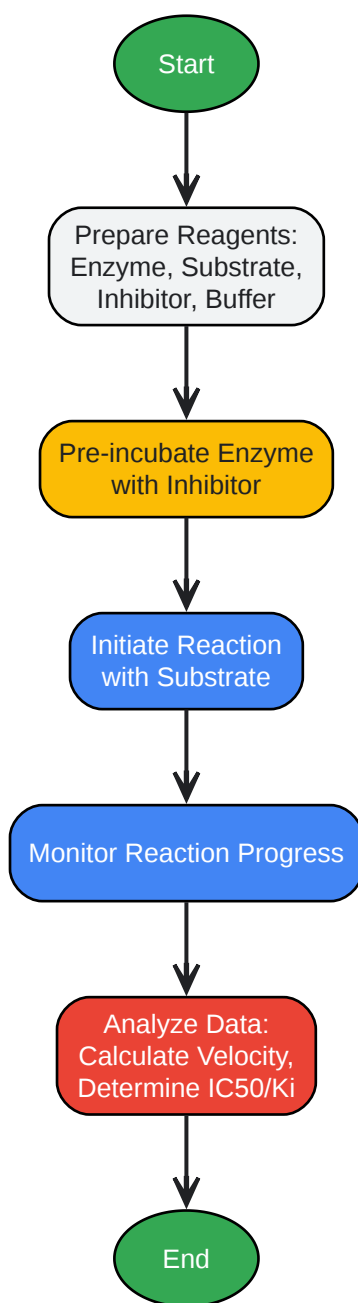 Start
Prepare Reagents:
Enzyme, Substrate,
Inhibitor, Buffer
Pre-incubate Enzyme
with Inhibitor
Initiate Reaction
with Substrate
Monitor Reaction Progress
Analyze Data:
Calculate Velocity,
Determine IC50/Ki
End